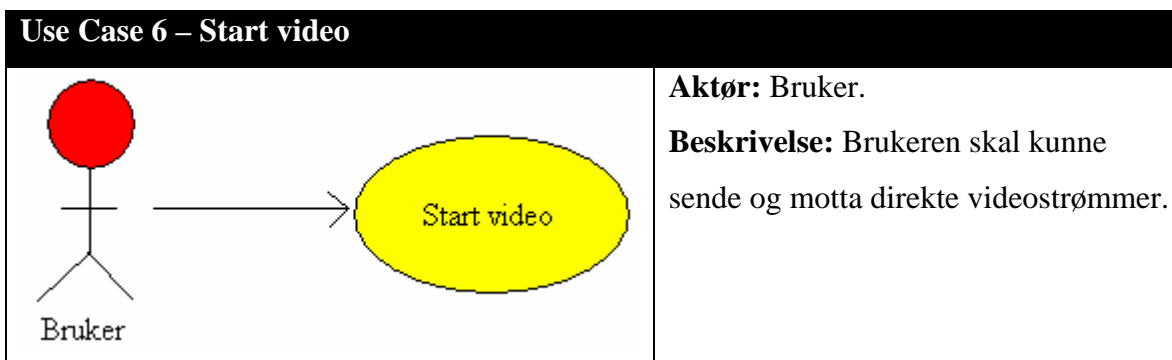 Use Case 6 – Start video
Start video
Bruker
Aktør: Bruker.
Beskrivelse: Brukeren skal kunne
sende og motta direkte videostrømmer.